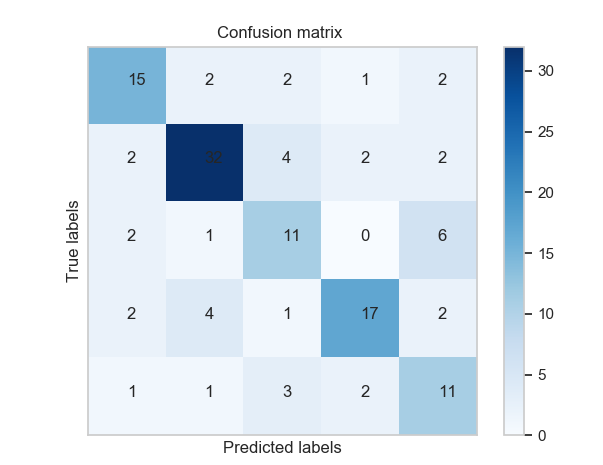 Confusion matrix
15 2 2 1 2
2 32 4 2 2
2 1 11 0 6
2 4 1 17 2
1 1 3 2 11
True labels
Predicted labels
30
25
20
15
10
5
0